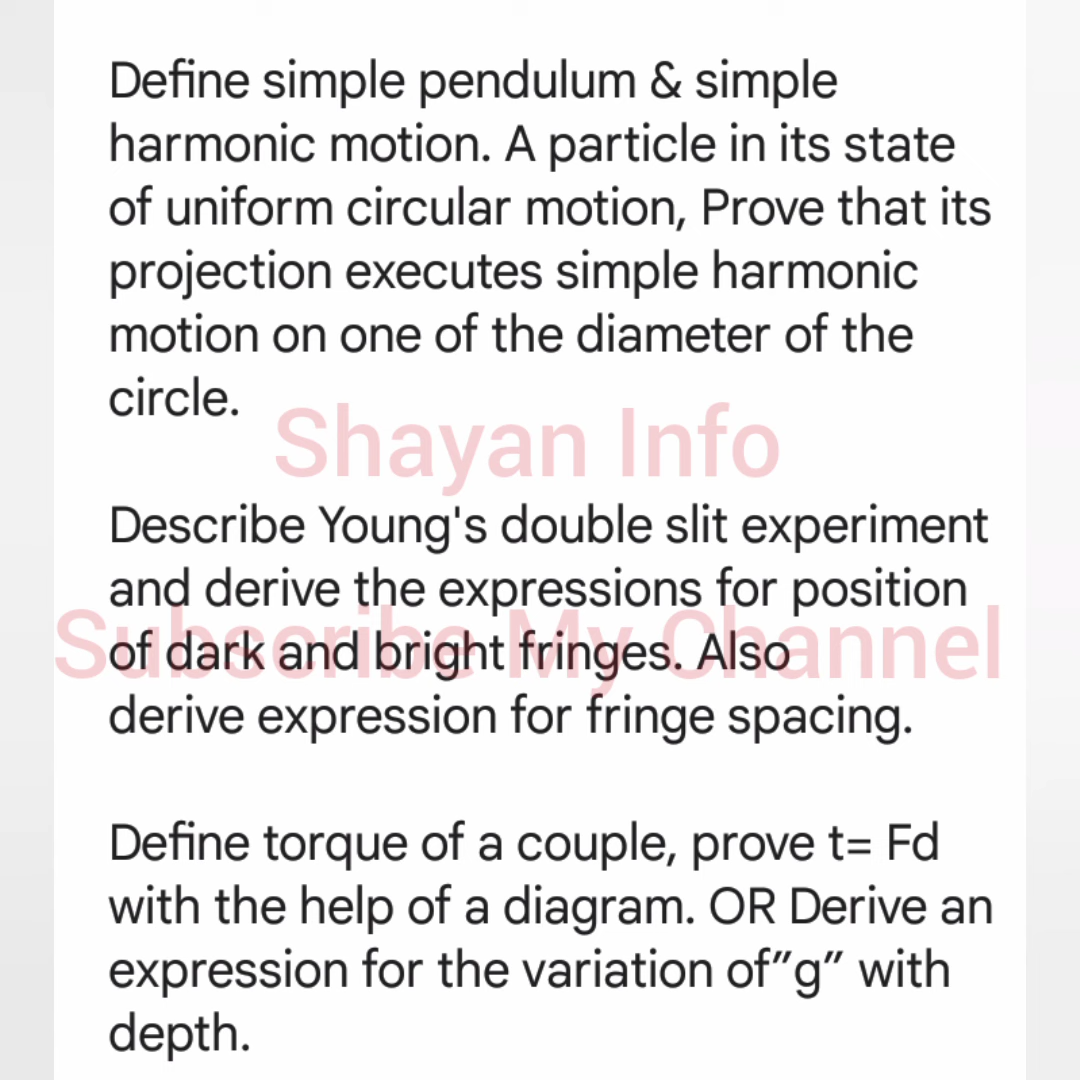 Define simple pendulum & simple
harmonic motion. A particle in its state
of uniform circular motion, Prove that its
projection executes simple harmonic
motion on one of the diameter of the
circle.
Shayan Info
Describe Young's double slit experiment
and derive the expressions for position
Subscribe My Channel
of dark and bright fringes. Also
derive expression for fringe spacing.
Define torque of a couple, prove t= Fd
with the help of a diagram. OR Derive an
expression for the variation of”g” with
depth.